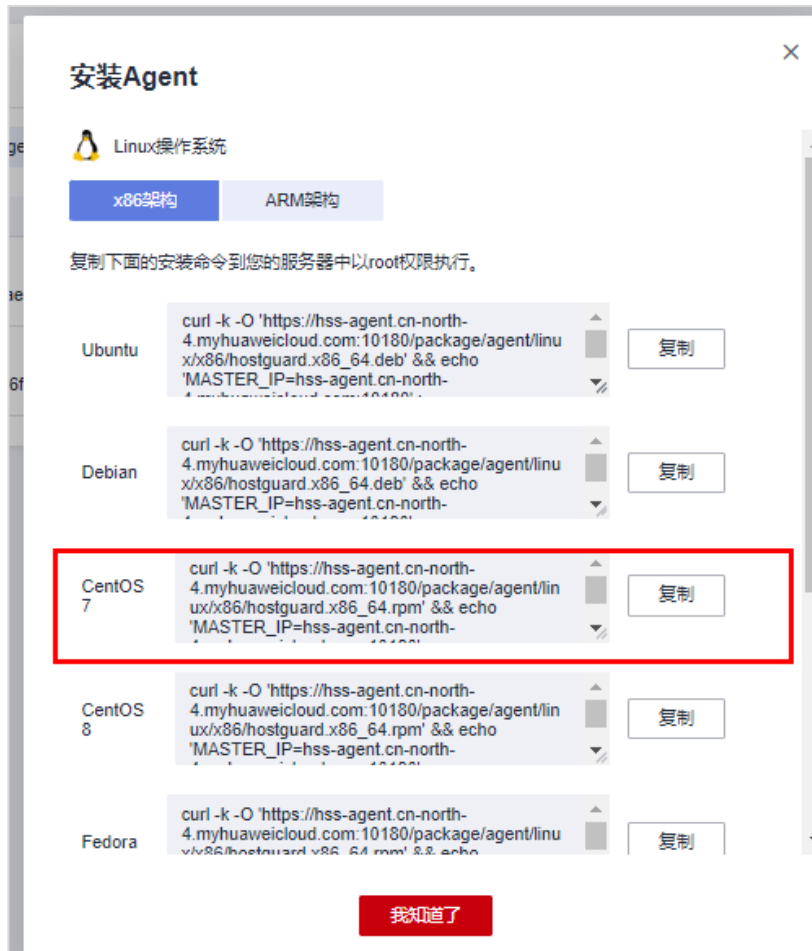 安装Agent
Linux操作系统
x86架构
ARM架构
复制下面的安装命令到您的服务器中以root权限执行。
Ubuntu
curl -k -O 'https://hss-agent.cn-north-
4.myhuaweicloud.com:10180/package/agent/linu
x/x86/hostguard.x86_64.deb' && echo
'MASTER_IP=hss-agent.cn-north-
复制
Debian
curl -k -O 'https://hss-agent.cn-north-
4.myhuaweicloud.com:10180/package/agent/linu
x/x86/hostguard.x86_64.deb' && echo
'MASTER_IP=hss-agent.cn-north-
复制
CentOS
7
curl -k -O 'https://hss-agent.cn-north-
4.myhuaweicloud.com:10180/package/agent/lin
ux/x86/hostguard.x86_64.rpm' && echo
'MASTER_IP=hss-agent.cn-north-
复制
CentOS
8
curl -k -O 'https://hss-agent.cn-north-
4.myhuaweicloud.com:10180/package/agent/lin
ux/x86/hostguard.x86_64.rpm' && echo
'MASTER_IP=hss-agent.cn-north-
复制
Fedora
curl -k -O 'https://hss-agent.cn-north-
4.myhuaweicloud.com:10180/package/agent/linu
x/x86/hostguard.x86_64.rpm' && echo
复制
我知道了